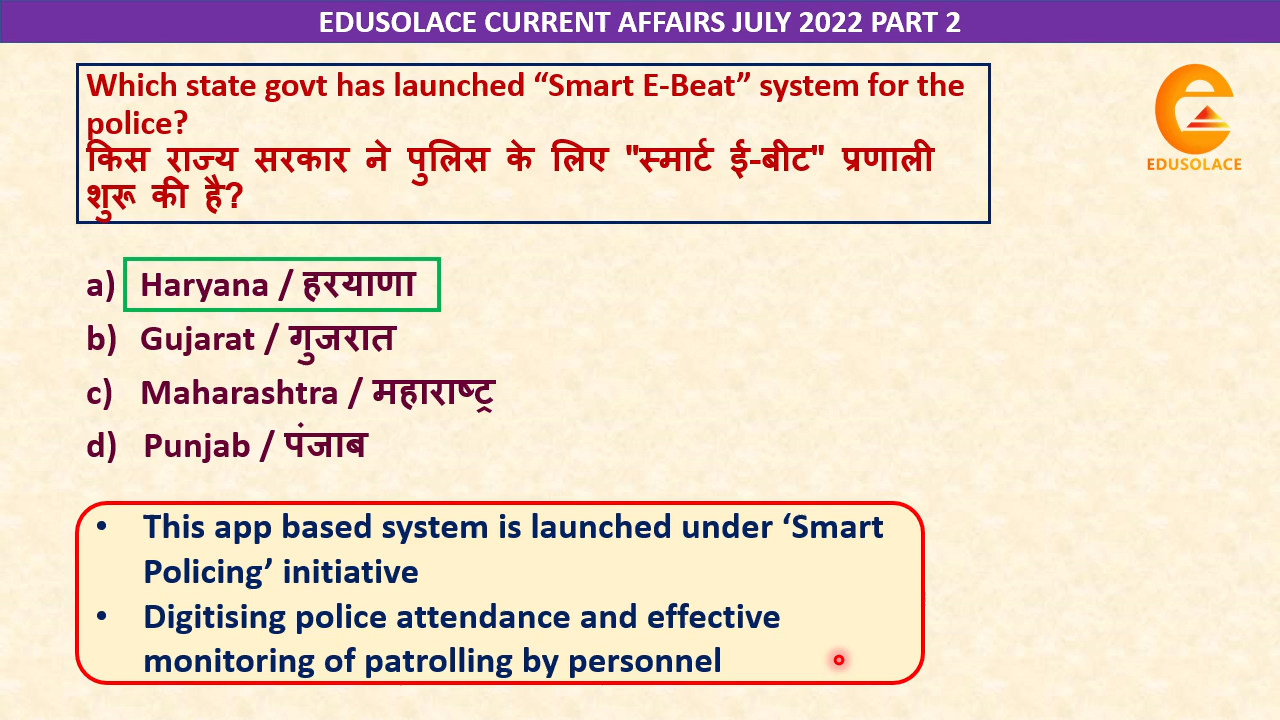 EDUSOLACE CURRENT AFFAIRS JULY 2022 PART 2
Which state govt has launched “Smart E-Beat” system for the
police?
किस राज्य सरकार ने पुलिस के लिए "स्मार्ट ई-बीट" प्रणाली
शुरू की है?
EDUSOLACE
a) Haryana / हरयाणा
b) Gujarat / गुजरात
c) Maharashtra / महाराष्ट्र
d) Punjab / पंजाब
• This app based system is launched under ‘Smart
Policing’ initiative
• Digitising police attendance and effective
monitoring of patrolling by personnel